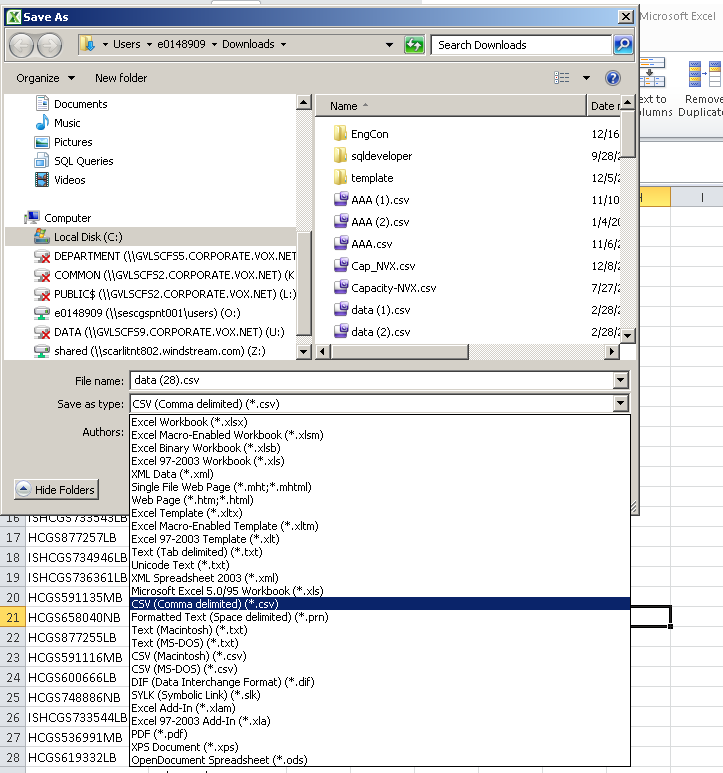 Save As
Microsoft Excel
Users
e0148909
Downloads
Search Downloads
Organize
New folder
Text to
Columns
Remove
Duplicat
Documents
Music
Pictures
SQL Queries
Videos
Computer
Local Disk (C:)
DEPARTMENT (\\GVLSCFS5.CORPORATE.VOX.NET
COMMON (\\GVLSCFS2.CORPORATE.VOX.NET) (K
PUBLIC$ (\\GVLSCFS2.CORPORATE.VOX.NET) (L:)
e0148909 (\\sescgspnt001\users) (O:)
DATA (\\GVLSCFS9.CORPORATE.VOX.NET) (U:)
shared (\\scarlitnt802.windstream.com) (Z:)
Name
Date r
EngCon 12/16
sqldeveloper 9/28/2
template 12/5/2
AAA (1).csv 11/10
AAA (2).csv 1/4/20
AAA.csv 11/6/2
Cap_NVX.csv 12/8/2
Capacity-NVX.csv 7/27/2
data (1).csv 2/28/2
data (2).csv 2/28/2
H
I
File name: data (28).csv
Save as type: CSV (Comma delimited) (*.csv)
Authors:
Hide Folders
Excel Workbook (*.xlsx)
Excel Macro-Enabled Workbook (*.xlsm)
Excel Binary Workbook (*.xlsb)
Excel 97-2003 Workbook (*.xls)
XML Data (*.xml)
Single File Web Page (*.mht;*.mhtml)
Web Page (*.htm;*.html)
Excel Template (*.xltx)
Excel Macro-Enabled Template (*.xltm)
Excel 97-2003 Template (*.xlt)
Text (Tab delimited) (*.txt)
Unicode Text (*.txt)
XML Spreadsheet 2003 (*.xml)
Microsoft Excel 5.0/95 Workbook (*.xls)
CSV (Comma delimited) (*.csv)
Formatted Text (Space delimited) (*.prn)
Text (Macintosh) (*.txt)
Text (MS-DOS) (*.txt)
CSV (Macintosh) (*.csv)
CSV (MS-DOS) (*.csv)
DIF (Data Interchange Format) (*.dif)
SYLK (Symbolic Link) (*.slk)
Excel Add-In (*.xlam)
Excel 97-2003 Add-In (*.xla)
PDF (*.pdf)
XPS Document (*.xps)
OpenDocument Spreadsheet (*.ods)
16 ISHCGS733543LB
17 HCGS877257LB
18 ISHCGS734946LB
19 ISHCGS736361LB
20 HCGS591135MB
21 HCGS658040NB
22 HCGS877255LB
23 HCGS591116MB
24 HCGS600666LB
25 HCGS748886NB
26 ISHCGS733544LB
27 HCGS536991MB
28 HCGS619332LB